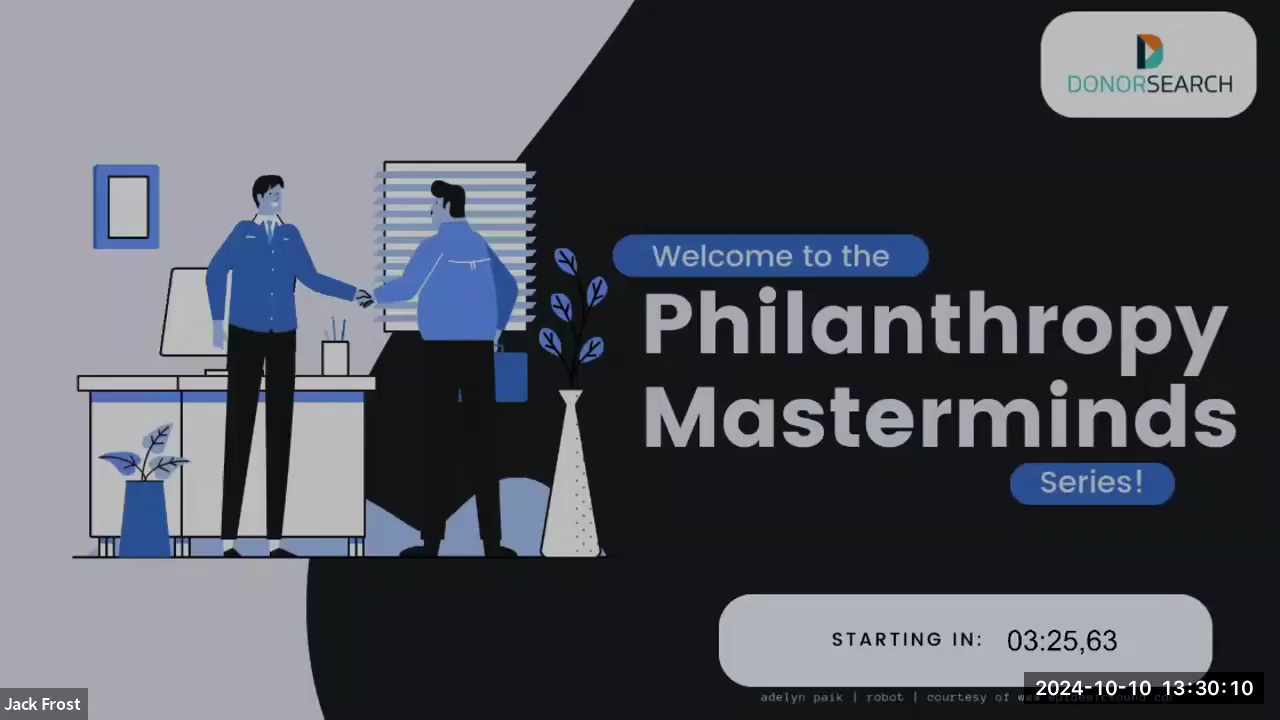 DONORSEARCH
Welcome to the
Philanthropy
Masterminds
Series!
STARTING IN: 03:25,63
adelyn paik | robot | courtesy of
2024-10-10 13:30:10
Jack Frost